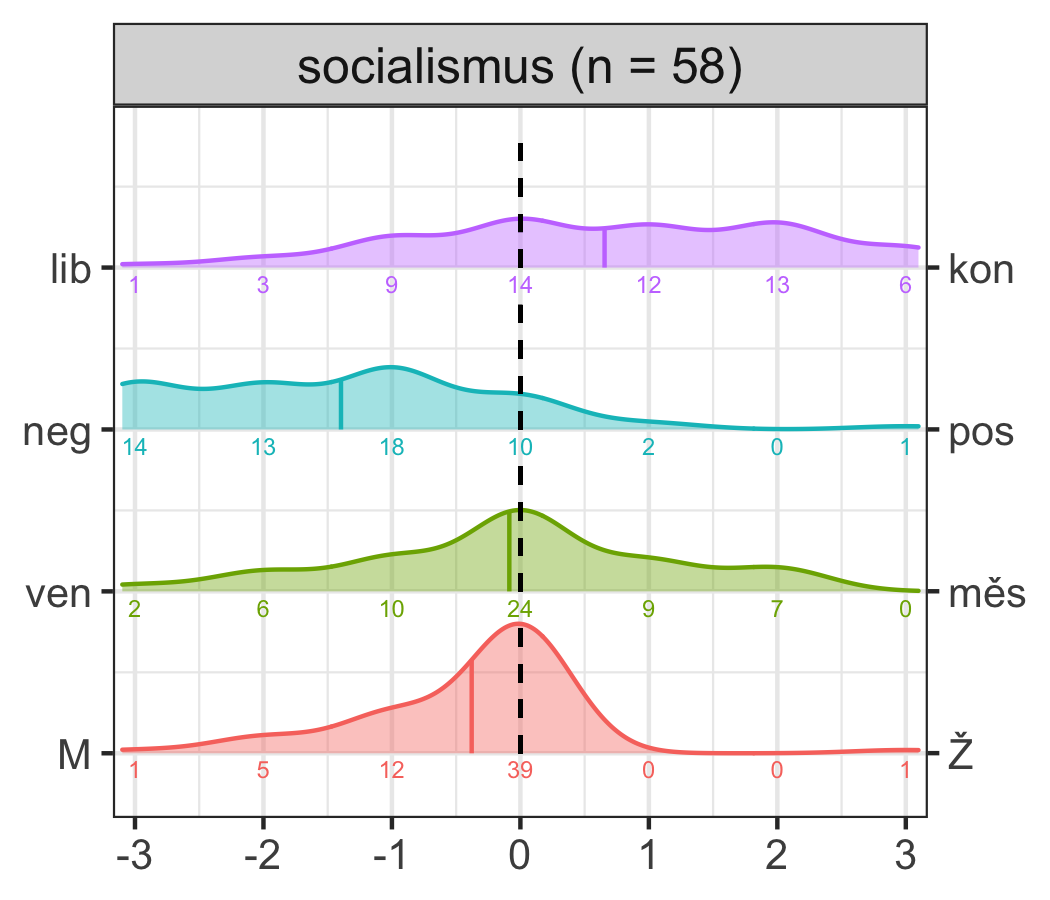 socialismus (n = 58)
lib kon
1 3 9 14 12 13 6
neg pos
14 13 18 10 2 0 1
ven měs
2 6 10 24 9 7 0
M Ž
1 5 12 39 0 0 1
-3 -2 -1 0 1 2 3